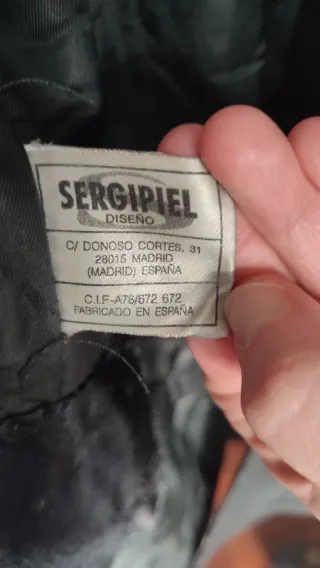 SERGIPIEL
DISEÑO
C/ DONOSO CORTES, 31
28015 MADRID
(MADRID) ESPAÑA
C.I.F-A78/672 672
FABRICADO EN ESPAÑA